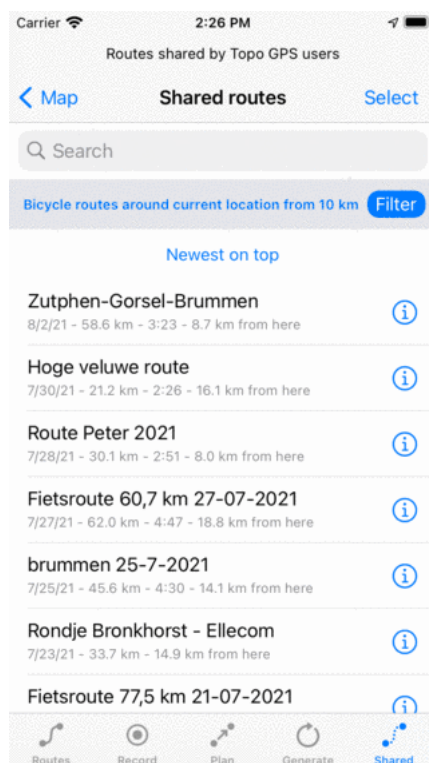 Carrier 2:26 PM
Routes shared by Topo GPS users
Map Shared routes Select
Search
Bicycle routes around current location from 10 km Filter
Newest on top
Zutphen-Gorsel-Brummen
8/2/21 - 58.6 km - 3:23 - 8.7 km from here
Hoge veluwe route
7/30/21 - 21.2 km - 2:26 - 16.1 km from here
Route Peter 2021
7/28/21 - 30.1 km - 2:51 - 8.0 km from here
Fietsroute 60,7 km 27-07-2021
7/27/21 - 62.0 km - 4:47 - 18.8 km from here
brummen 25-7-2021
7/25/21 - 45.6 km - 4:30 - 14.1 km from here
Rondje Bronkhorst - Ellecom
7/23/21 - 33.7 km - 14.9 km from here
Fietsroute 77,5 km 21-07-2021
Routes Record Plan Generate Shared